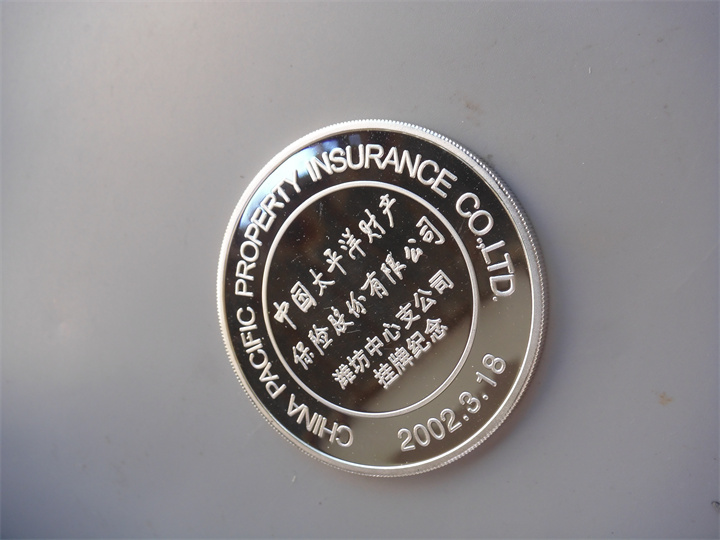 CHINA PACIFIC PROPERTY INSURANCE CO.,LTD.
中国太平洋财产
保险股份有限公司
潍坊中心支公司
挂牌纪念
2002.3.18